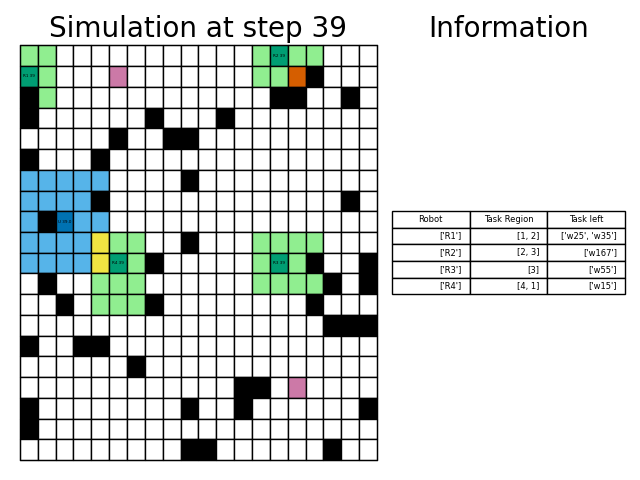 Simulation at step 39
Information
Robot Task Region Task left
['R1'] [1, 2] ['w25', 'w35']
['R2'] [2, 3] ['w167']
['R3'] [3] ['w55']
['R4'] [4, 1] ['w15']